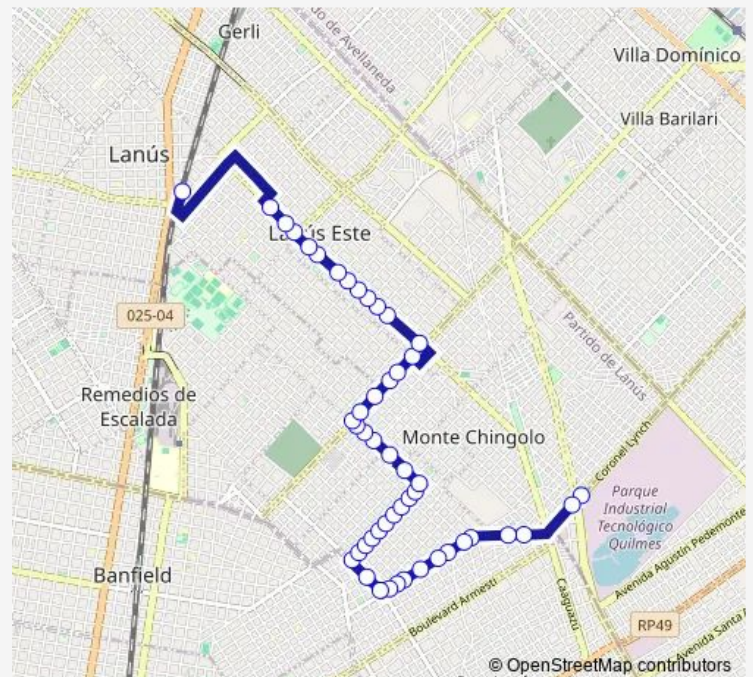 Gerli
Partido de Avellaneda
Villa Domínico
Villa Barilari
Lanús
Lanús Este
025-04
Partido de Lanús
Remedios de
Escalada
Monte Chingolo
Coronel Lynch
Parque
Industrial
Tecnológico
Quilmes
Avenida Agustín Pedemonte
Banfield
Boulevard Armesti
Caaguazú
RP49
Avenida Santa
© OpenStreetMap contributors